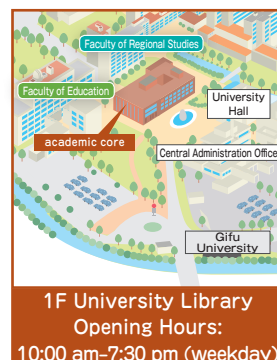 Faculty of Regional Studies
Faculty of Education
University
Hall
academic core
Central Administration Office
Gifu
University
1F University Library
Opening Hours:
10:00 am–7:30 pm (weekday)